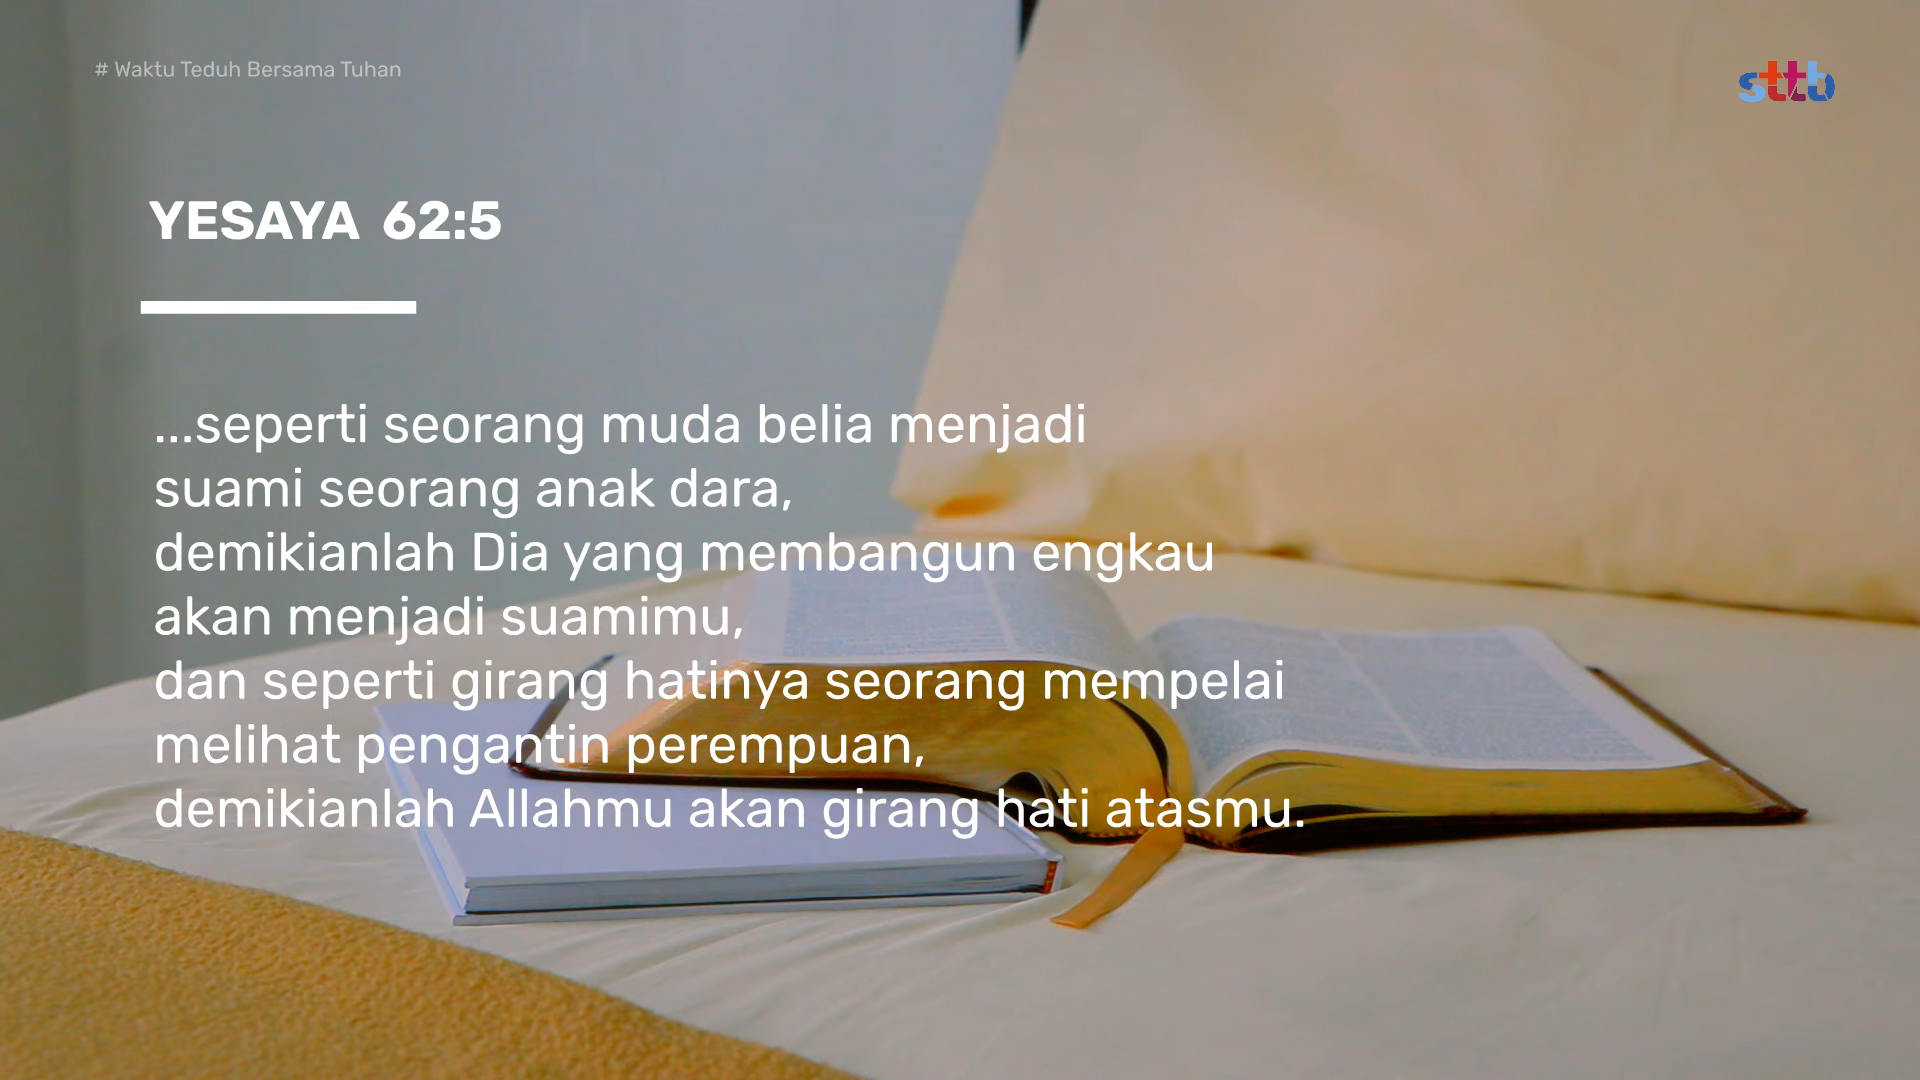 # Waktu Teduh Bersama Tuhan
sttb
YESAYA 62:5
...seperti seorang muda belia menjadi
suami seorang anak dara,
demikianlah Dia yang membangun engkau
akan menjadi suamimu,
dan seperti girang hatinya seorang mempelai
melihat pengantin perempuan,
demikianlah Allahmu akan girang hati atasmu.